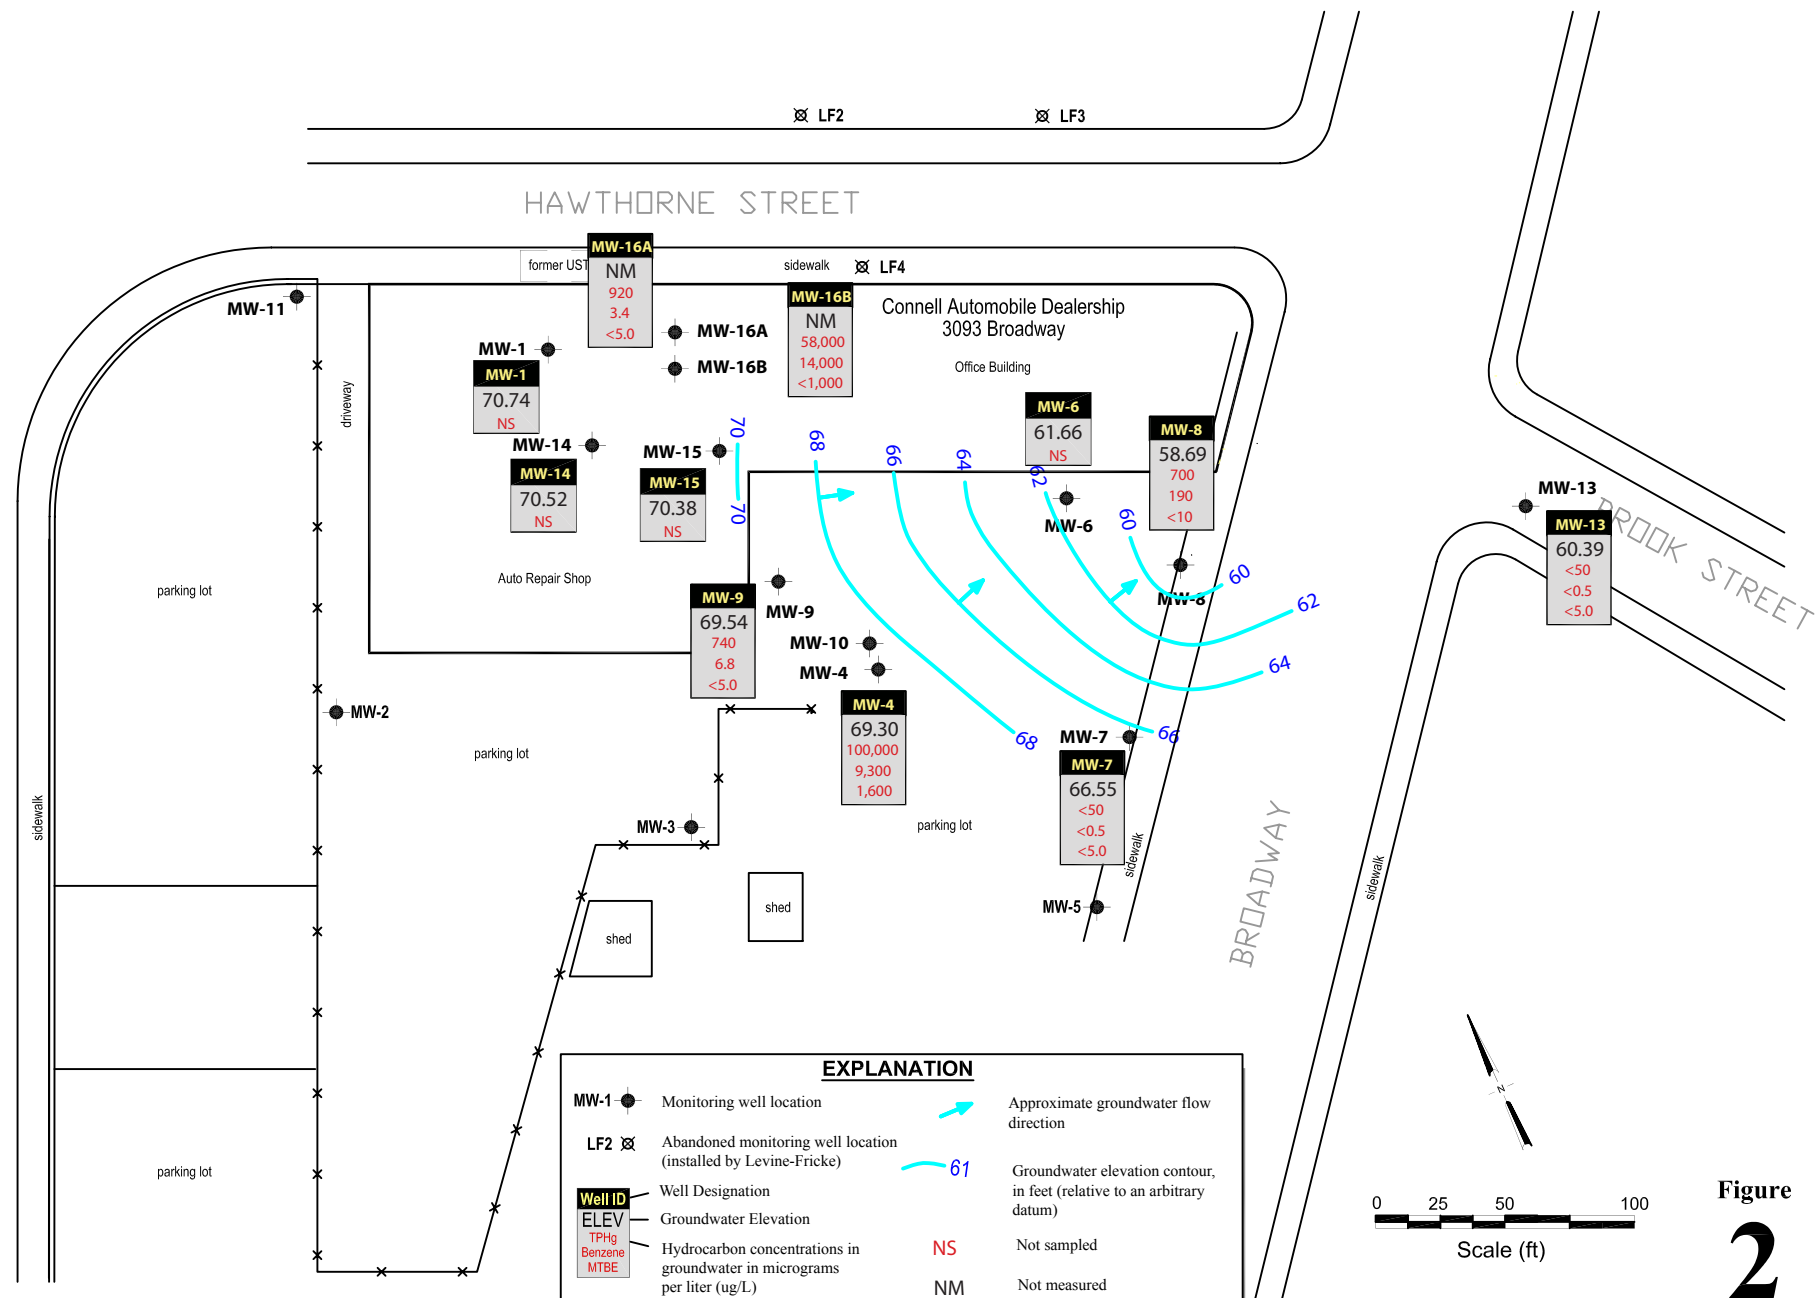 LF2
LF3
HAWTHORNE STREET
former UST
MW-16A
NM
920
3.4
<5.0
sidewalk
LF4
MW-11
MW-16B
NM
58,000
14,000
<1,000
Connell Automobile Dealership
3093 Broadway
Office Building
MW-16A
MW-16B
MW-1
MW-1
70.74
NS
driveway
MW-14
MW-14
70.52
NS
MW-15
MW-15
70.38
NS
70
70
68
66
64
62
60
MW-6
61.66
NS
MW-6
MW-8
58.69
700
190
<10
MW-8
60
62
64
66
68
MW-13
MW-13
60.39
<50
<0.5
<5.0
BROOK STREET
Auto Repair Shop
parking lot
MW-9
69.54
740
6.8
<5.0
MW-9
MW-10
MW-4
MW-4
69.30
100,000
9,300
1,600
MW-2
parking lot
MW-7
MW-7
66.55
<50
<0.5
<5.0
MW-3
parking lot
sidewalk
sidewalk
BROADWAY
sidewalk
MW-5
shed
shed
parking lot
EXPLANATION
MW-1
Monitoring well location
LF2
Abandoned monitoring well location
(installed by Levine-Fricke)
Well ID
ELEV
TPHg
Benzene
MTBE
Well Designation
Groundwater Elevation
Hydrocarbon concentrations in
groundwater in micrograms
per liter (ug/L)
Approximate groundwater flow
direction
61
Groundwater elevation contour,
in feet (relative to an arbitrary
datum)
NS
Not sampled
NM
Not measured
N
0 25 50 100
Scale (ft)
Figure
2